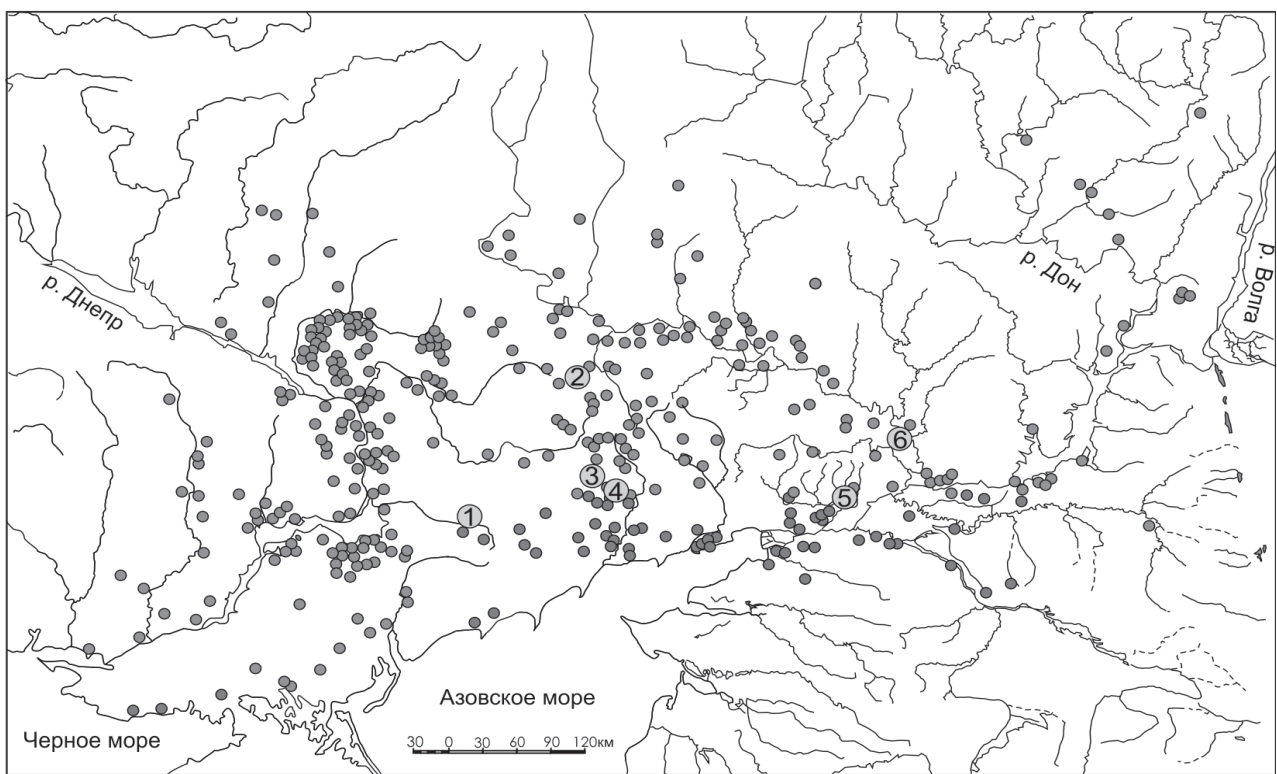 р. Днепр
р. Дон
р. Волга
2
6
3
4
5
1
Азовское море
Черное море
30 0 30 60 90 120км